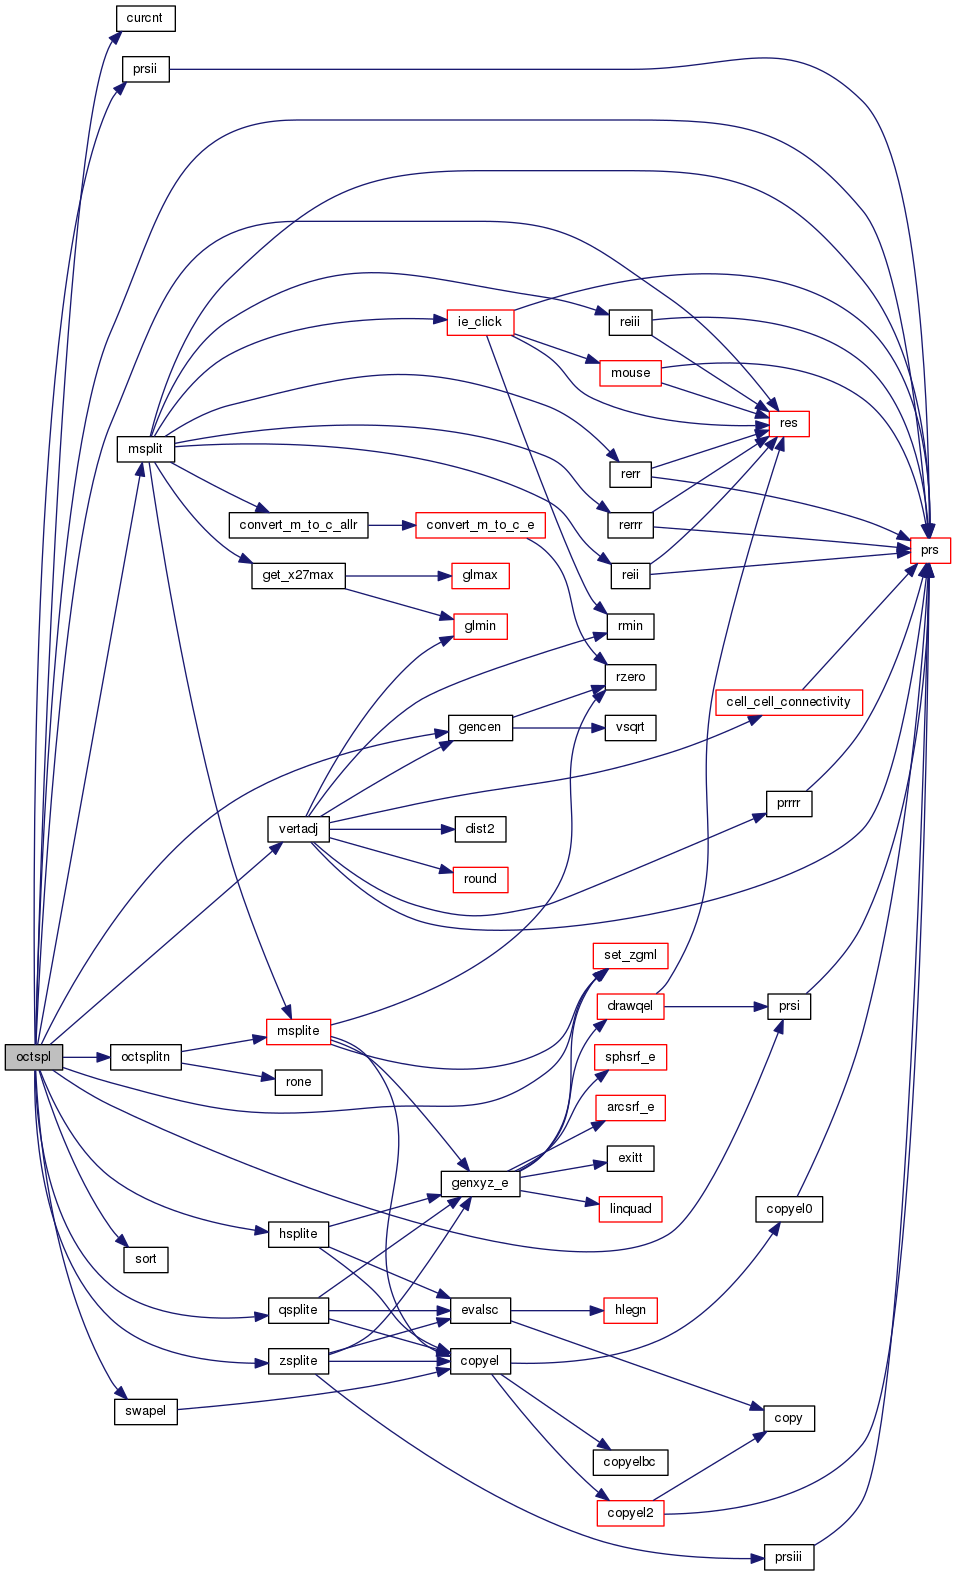 curcnt
prsii
ie_click
reiii
mouse
res
msplit
rerr
convert_m_to_c_allr
convert_m_to_c_e
rerrr
prs
get_x27max
glmax
reii
glmin
rmin
rzero
cell_cell_connectivity
gencen
vsqrt
prrrr
vertadj
dist2
round
set_zgml
drawqel
prsi
msplite
octspl
octsplitn
sphsrf_e
rone
arcsrf_e
exitt
genxyz_e
linquad
copyel0
hsplite
sort
qsplite
evalsc
hlegn
zsplite
copyel
swapel
copy
copyelbc
copyel2
prsiii